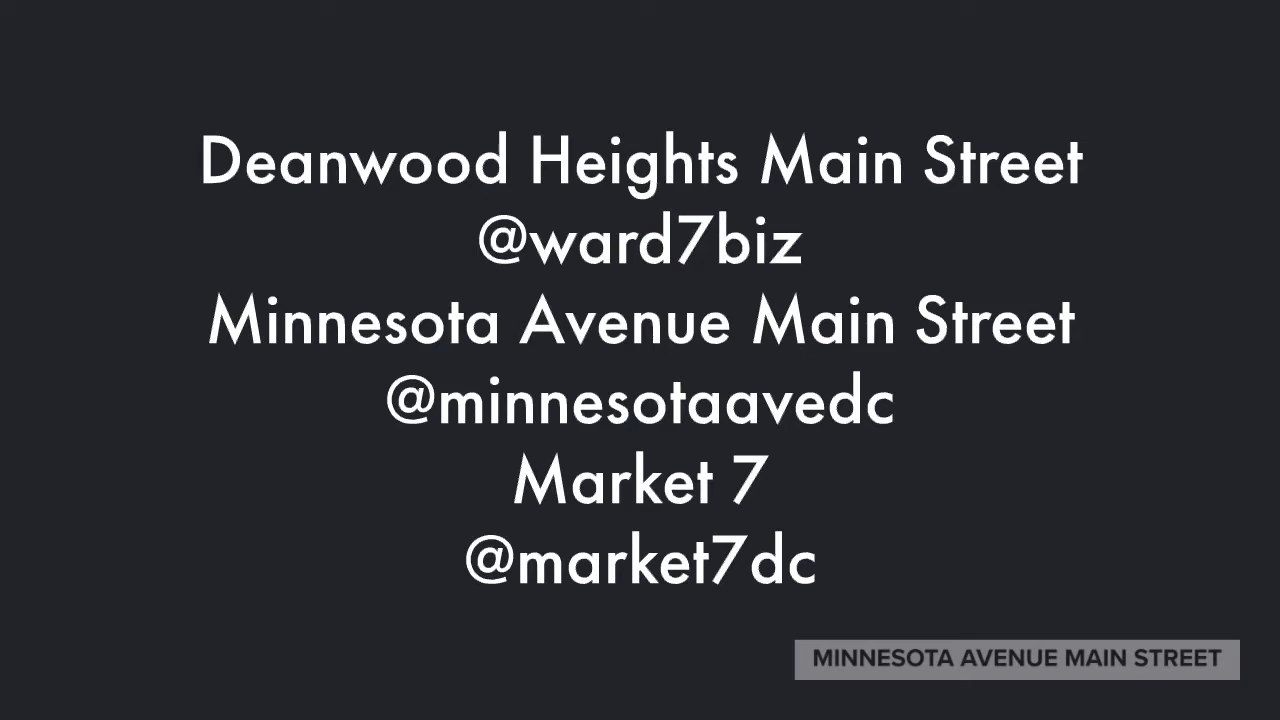 Deanwood Heights Main Street
@ward7biz
Minnesota Avenue Main Street
@minnesotaavedc
Market 7
@market7dc
MINNESOTA AVENUE MAIN STREET